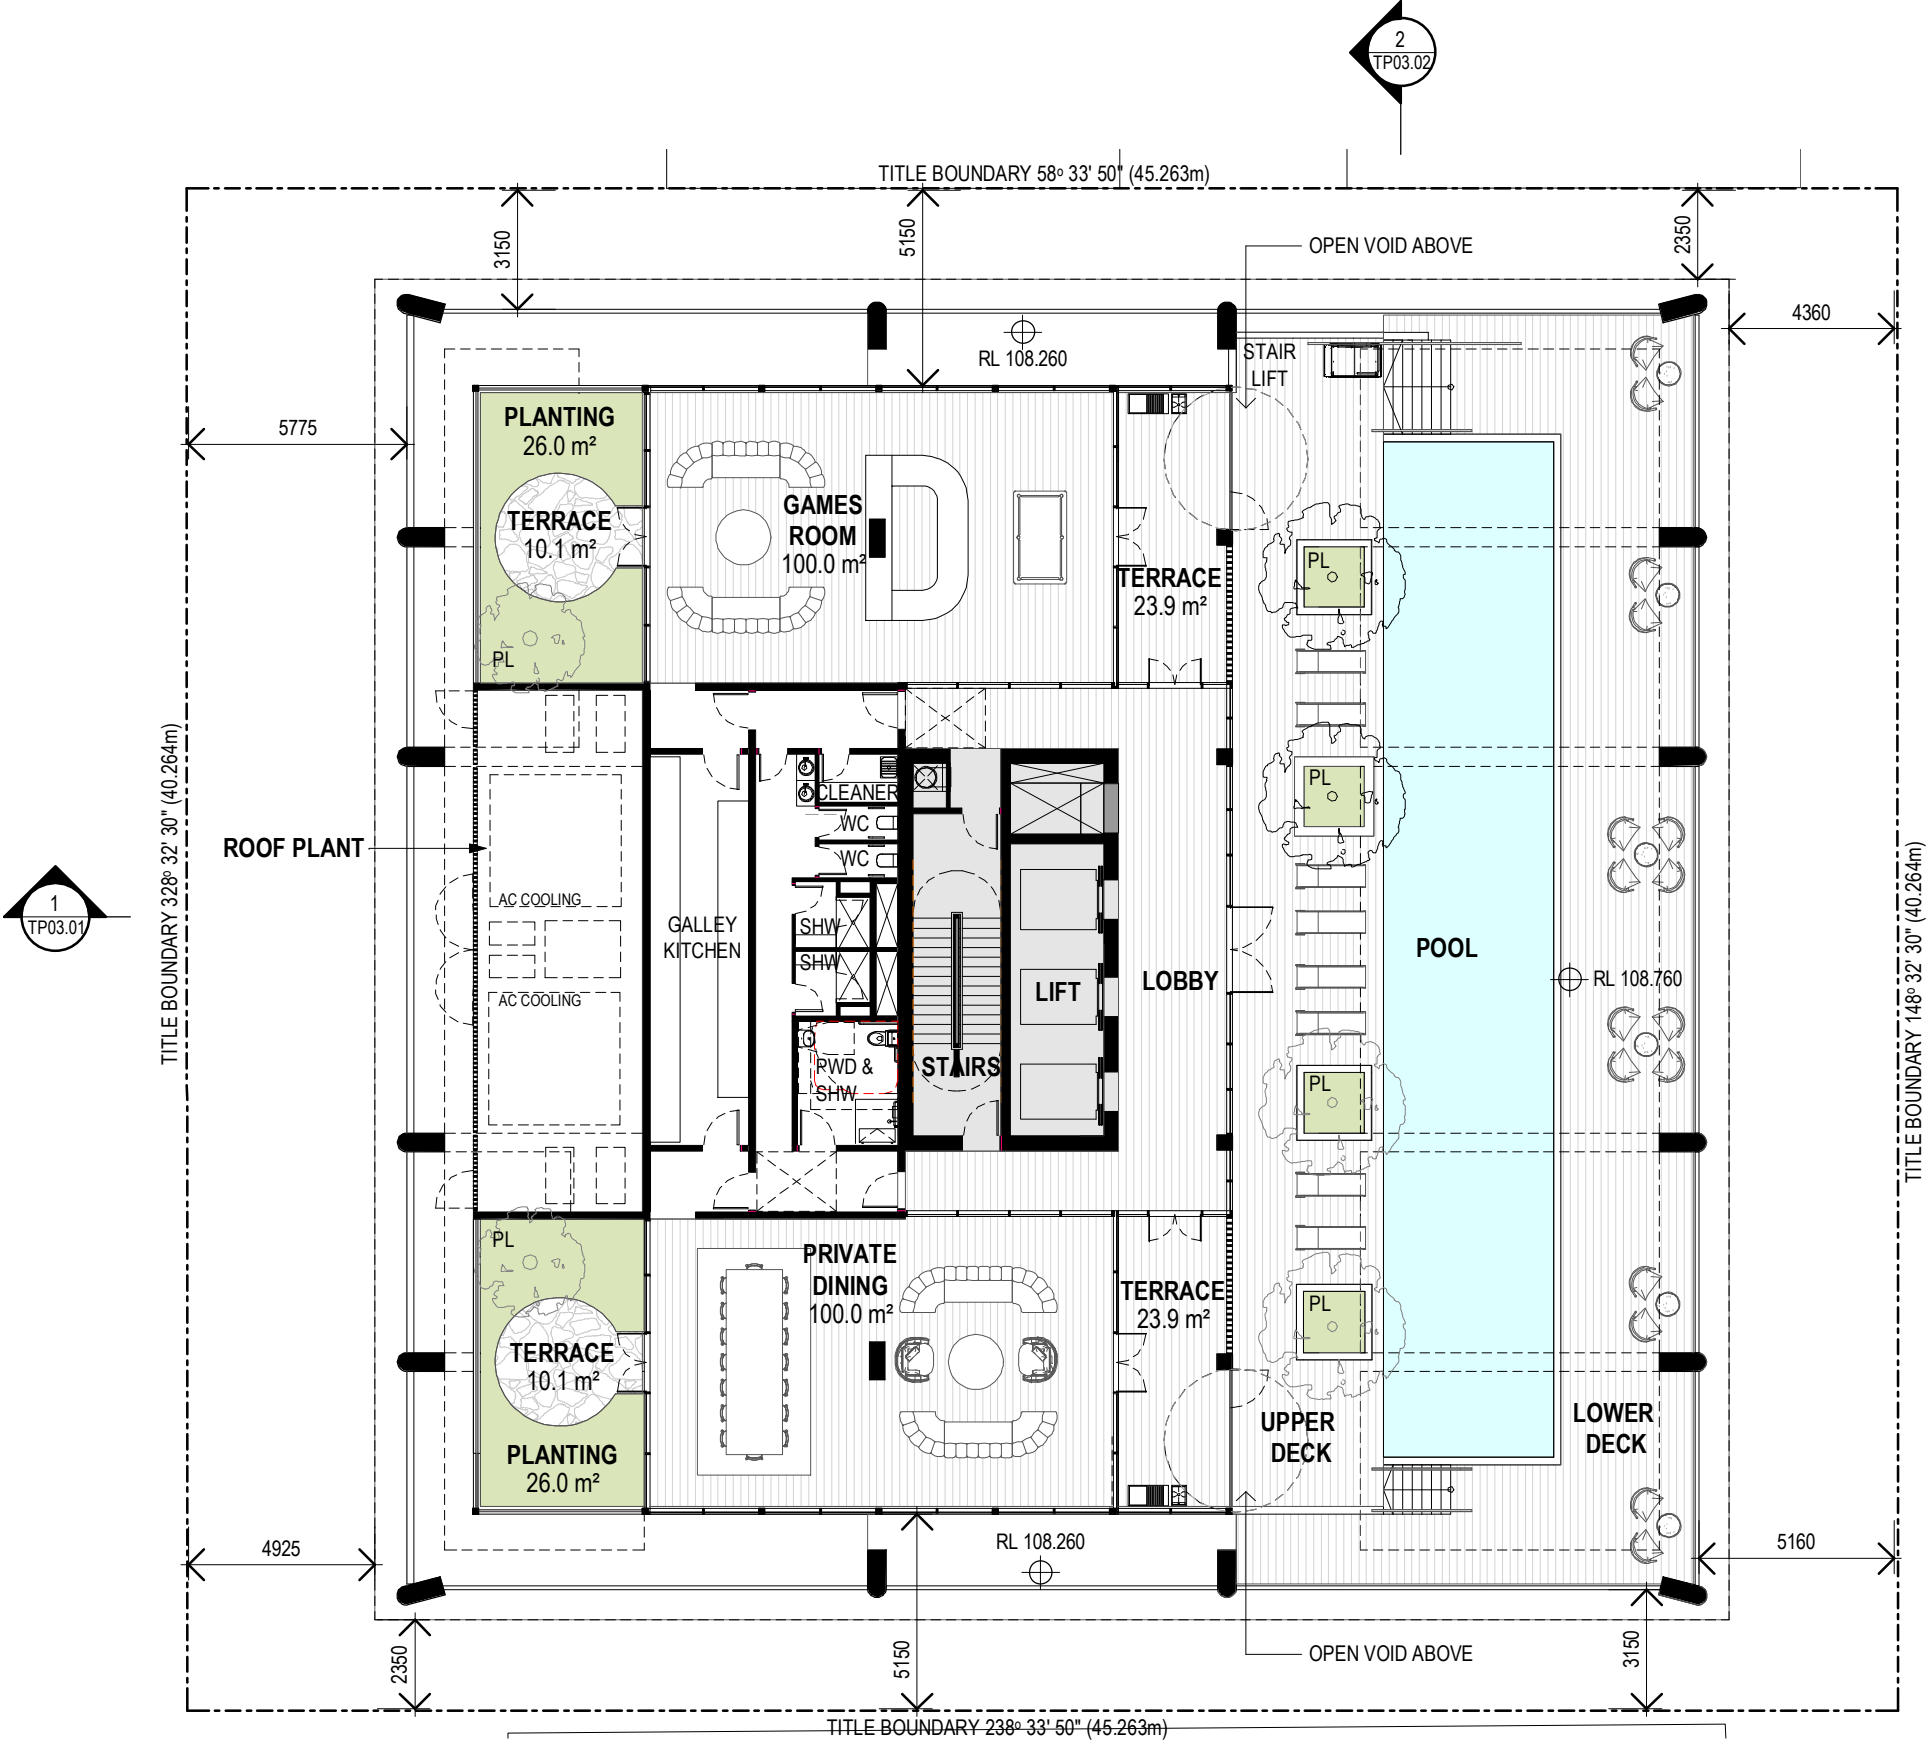 2
TP03.02
TITLE BOUNDARY 58º 33' 50" (45.263m)
3150
5150
2350
OPEN VOID ABOVE
4360
RL 108.260
STAIR
LIFT
5775
PLANTING
26.0 m²
TERRACE
10.1 m²
GAMES
ROOM
100.0 m²
TERRACE
23.9 m²
PL
PL
PL
TITLE BOUNDARY 328º 32' 30" (40.264m)
ROOF PLANT
1
TP03.01
AC COOLING
AC COOLING
GALLEY
KITCHEN
CLEANER
WC
WC
SHW
SHW
PWD &
SHW
STAIRS
LIFT
LOBBY
POOL
RL 108.760
TITLE BOUNDARY 148º 32' 30" (40.264m)
PL
PL
PL
PRIVATE
DINING
100.0 m²
TERRACE
23.9 m²
TERRACE
10.1 m²
PLANTING
26.0 m²
UPPER
DECK
LOWER
DECK
4925
RL 108.260
5160
2350
5150
3150
OPEN VOID ABOVE
TITLE BOUNDARY 238º 33' 50" (45.263m)